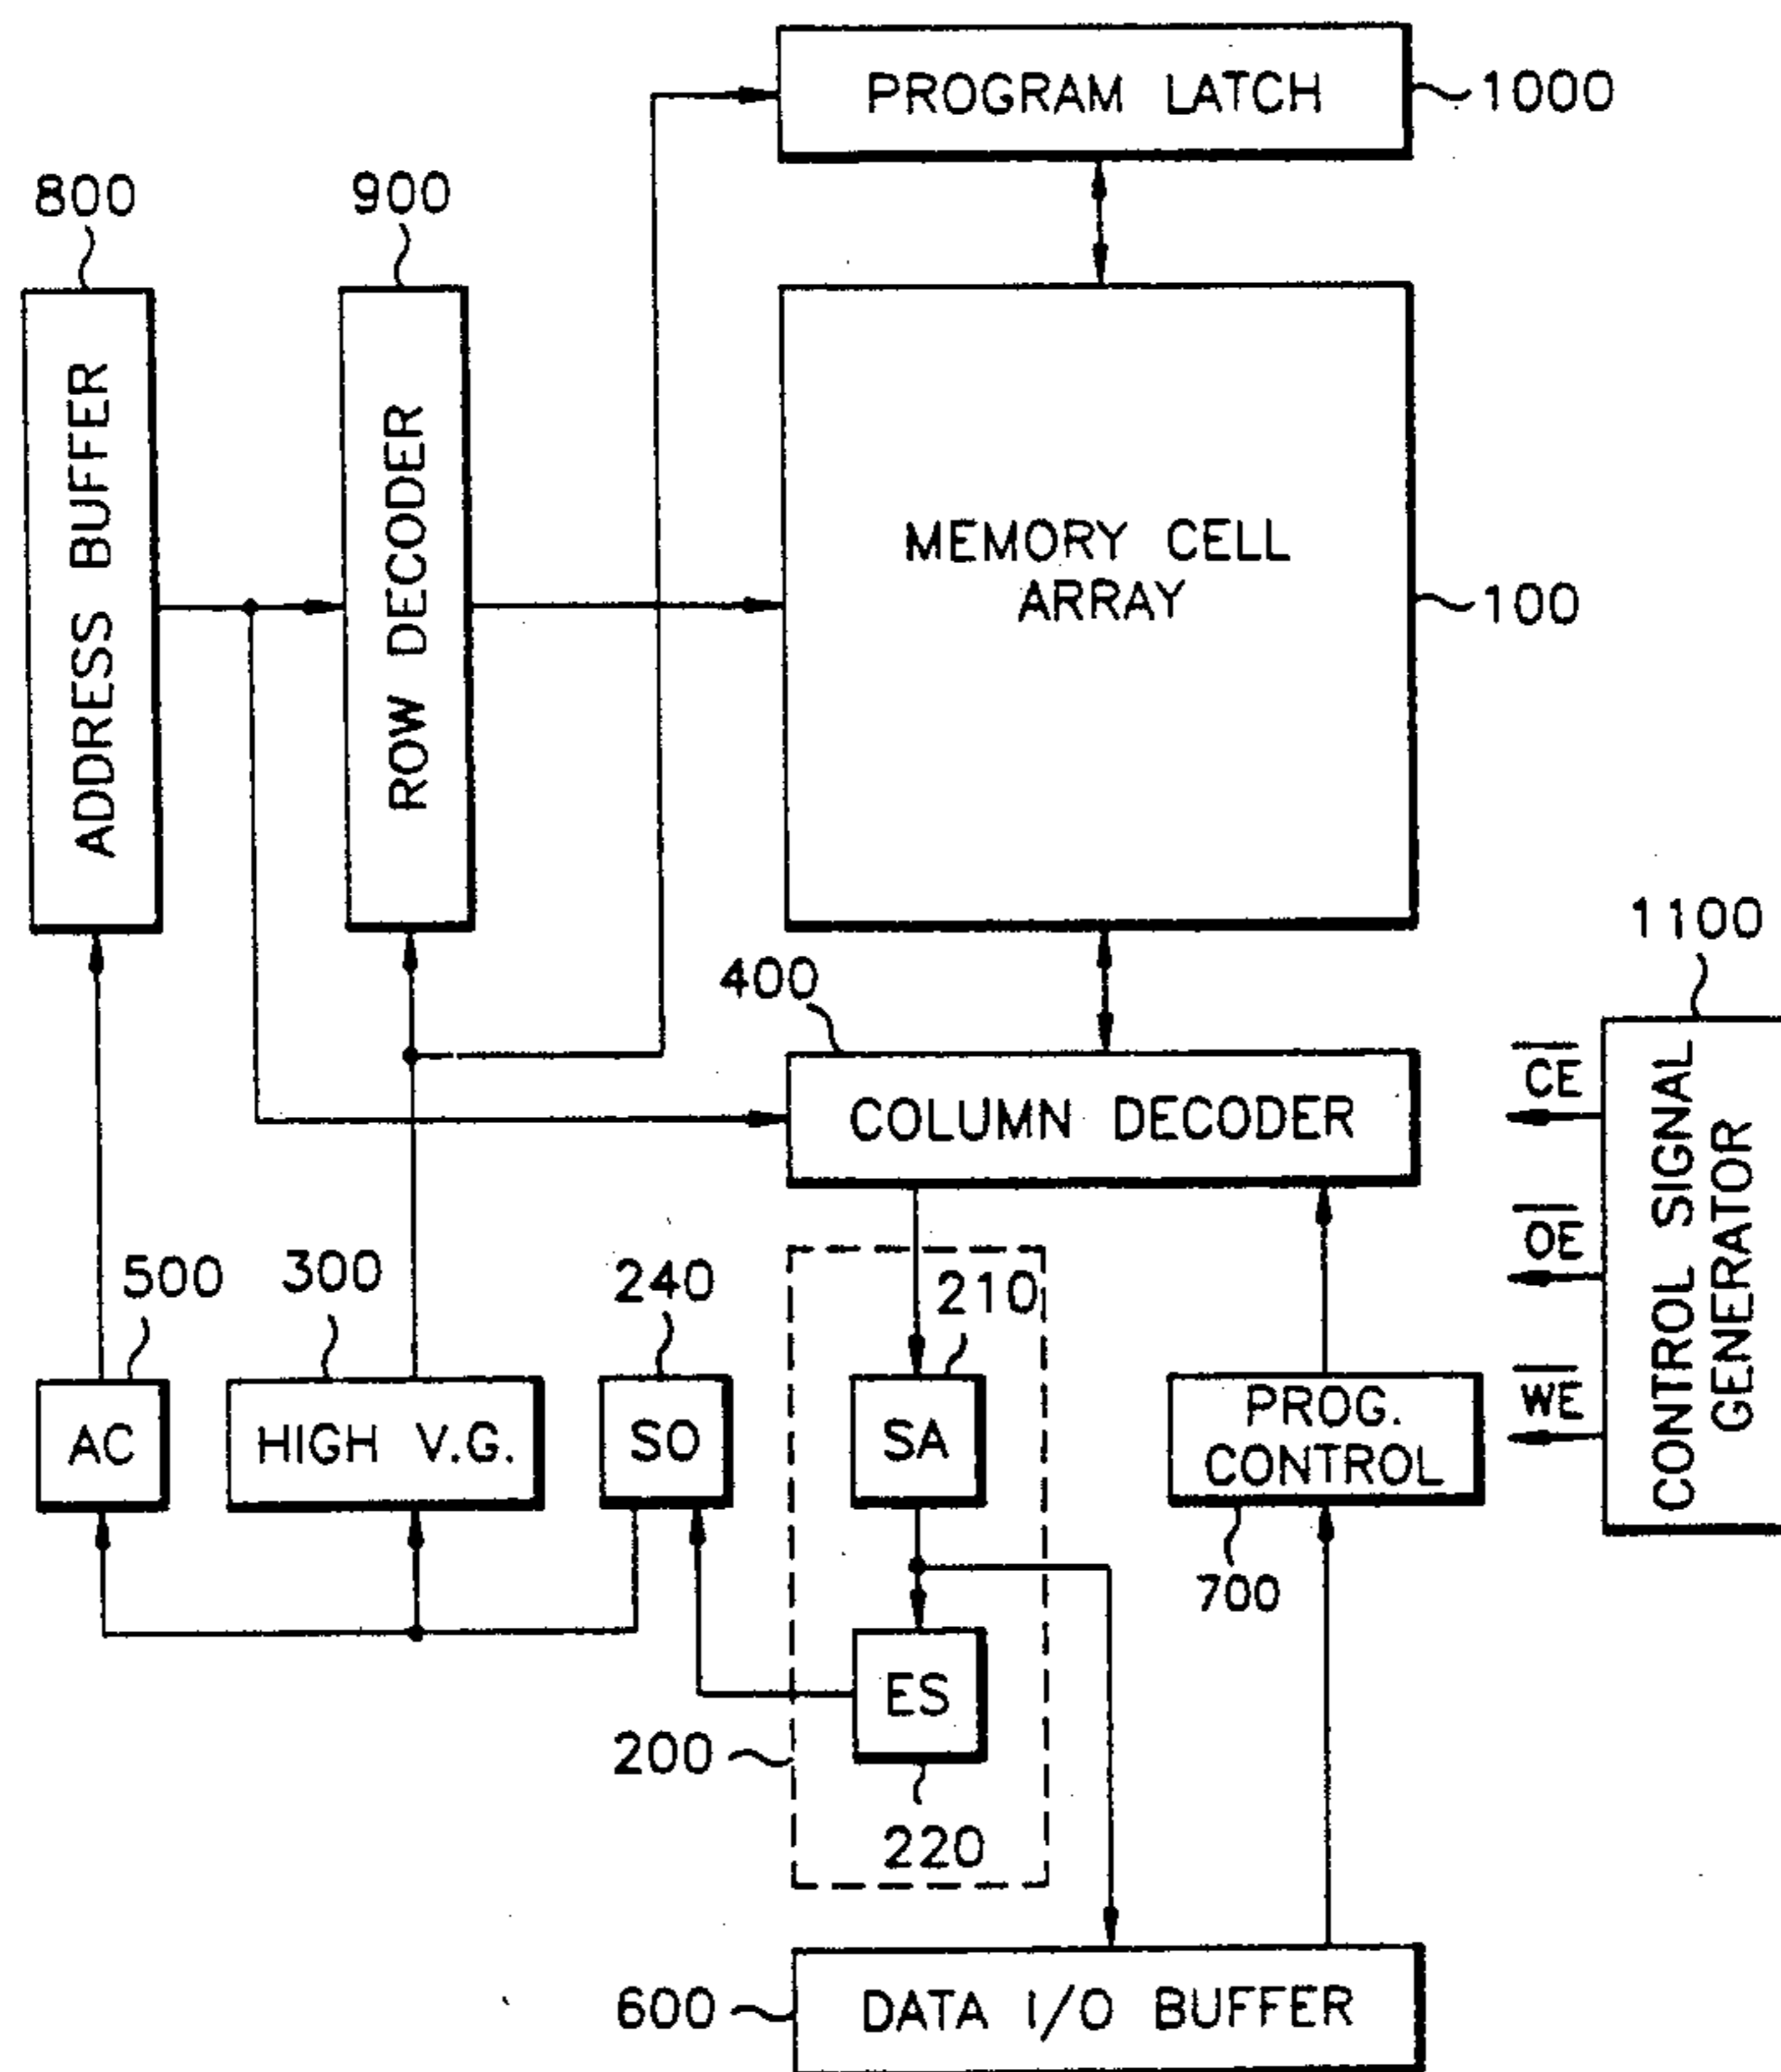 PROGRAM LATCH
1000
800
900
ADDRESS BUFFER
ROW DECODER
MEMORY CELL
ARRAY
100
1100
400
COLUMN DECODER
CE
OE
WE
CONTROL SIGNAL
GENERATOR
500
300
240
210
AC
HIGH V.G.
SO
SA
PROG.
CONTROL
700
ES
200
220
600
DATA I/O BUFFER